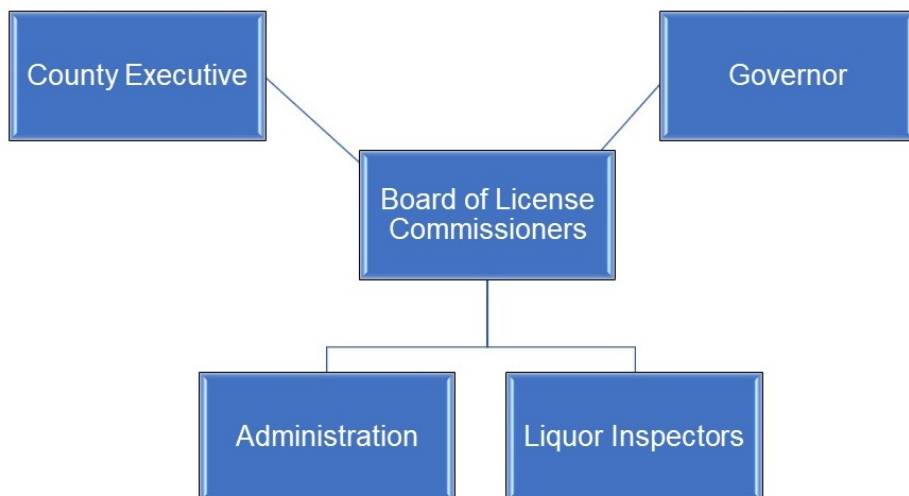 County Executive
Governor
Board of License
Commissioners
Administration
Liquor Inspectors